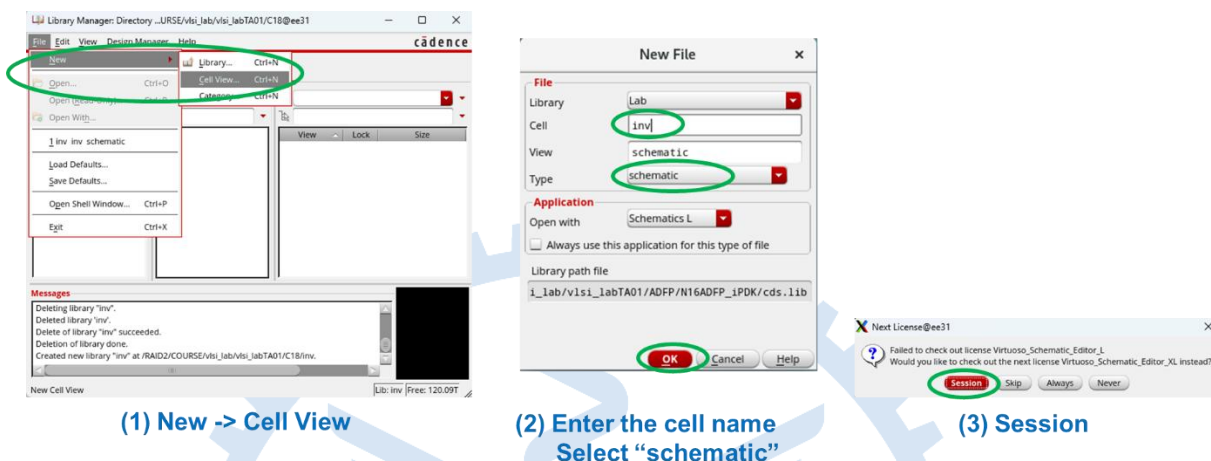 Library Manager: Directory ...URSE/vlsi_lab/vlsi_labTA01/C18@ee31
File Edit View Design Manager Help
cādence
New
Library... Ctrl+N
Cell View... Ctrl+N
Category... Ctrl+N
Open... Ctrl+O
Open (Read-Only)...
Open With...
View Lock Size
1 inv inv schematic
Load Defaults...
Save Defaults...
Open Shell Window... Ctrl+P
Exit Ctrl+X
Messages
Deleting library "inv".
Deleted library 'inv'.
Delete of library "inv" succeeded.
Deletion of library done.
Created new library "inv" at /RAID2/COURSE/vlsi_lab/vlsi_labTA01/C18/inv.
New Cell View
Lib: inv Free: 120.09T
(1) New -> Cell View
New File
File
Library Lab
Cell inv
View schematic
Type schematic
Application
Open with Schematics L
Always use this application for this type of file
Library path file
i_lab/vlsi_labTA01/ADFP/N16ADFP_iPDK/cds.lib
OK Cancel Help
(2) Enter the cell name
Select “schematic”
Next License@ee31
Failed to check out license Virtuoso_Schematic_Editor_L
Would you like to check out the next license Virtuoso_Schematic_Editor_XL instead?
Session Skip Always Never
(3) Session